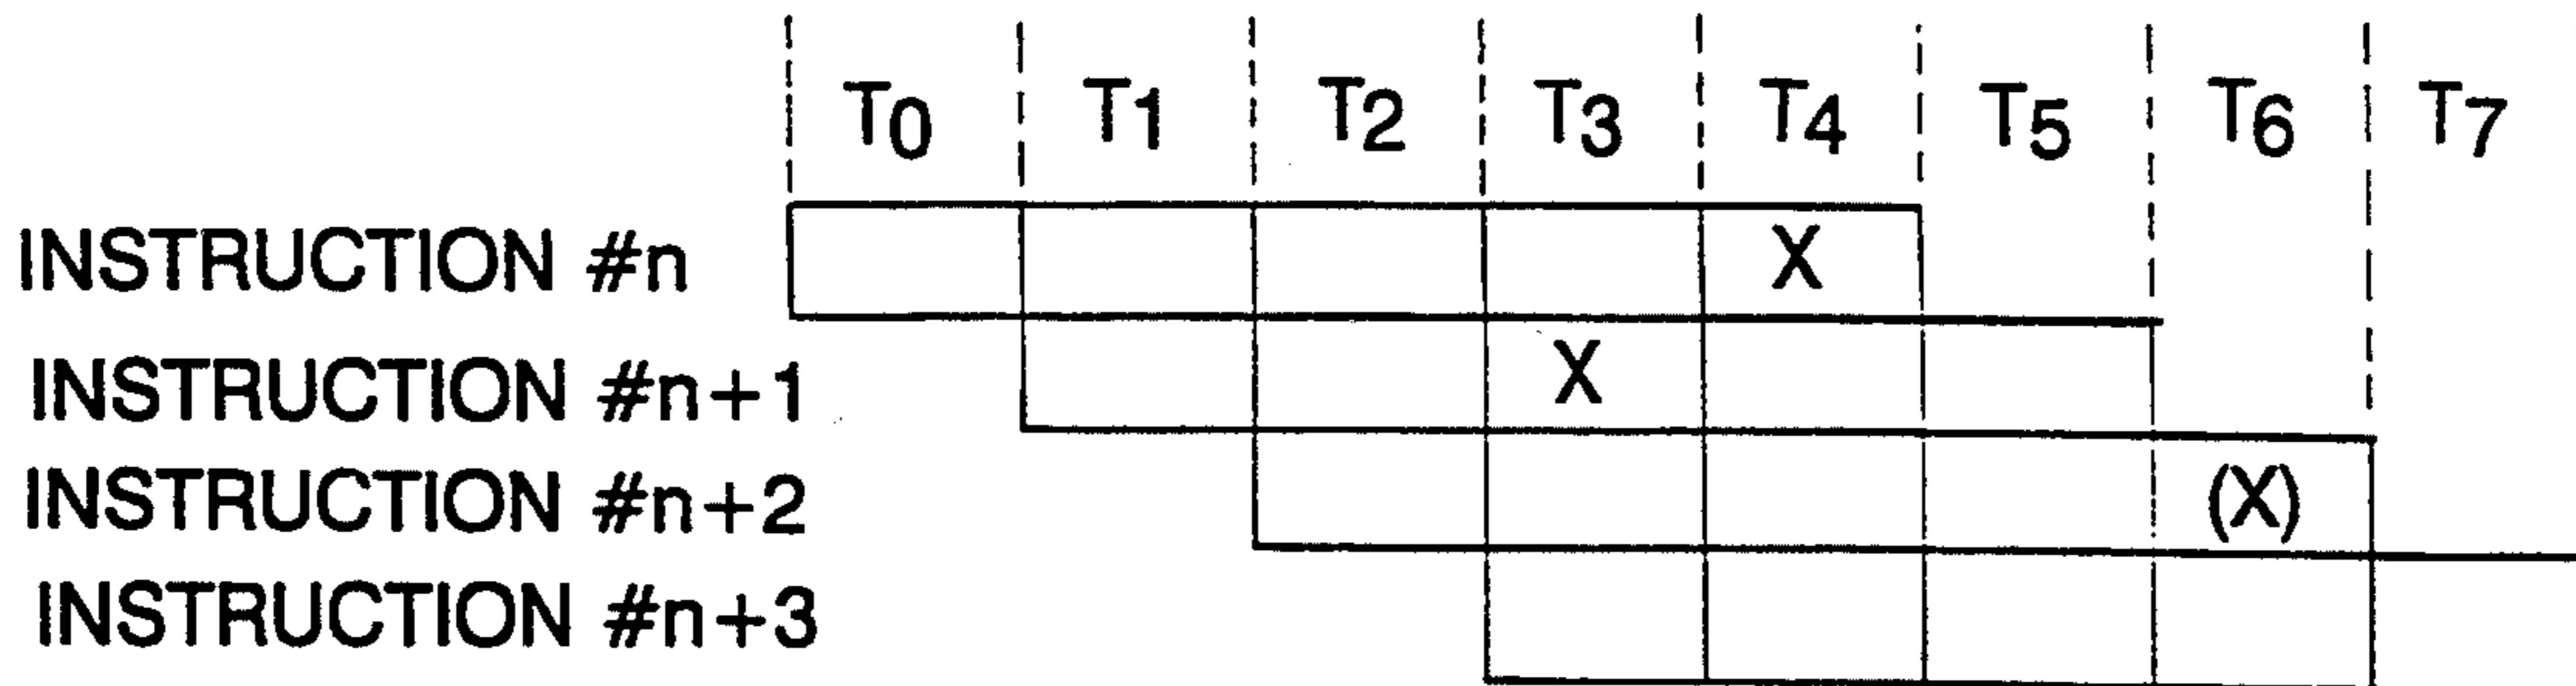 T0 T1 T2 T3 T4 T5 T6 T7
INSTRUCTION #n X
INSTRUCTION #n+1 X
INSTRUCTION #n+2 (X)
INSTRUCTION #n+3